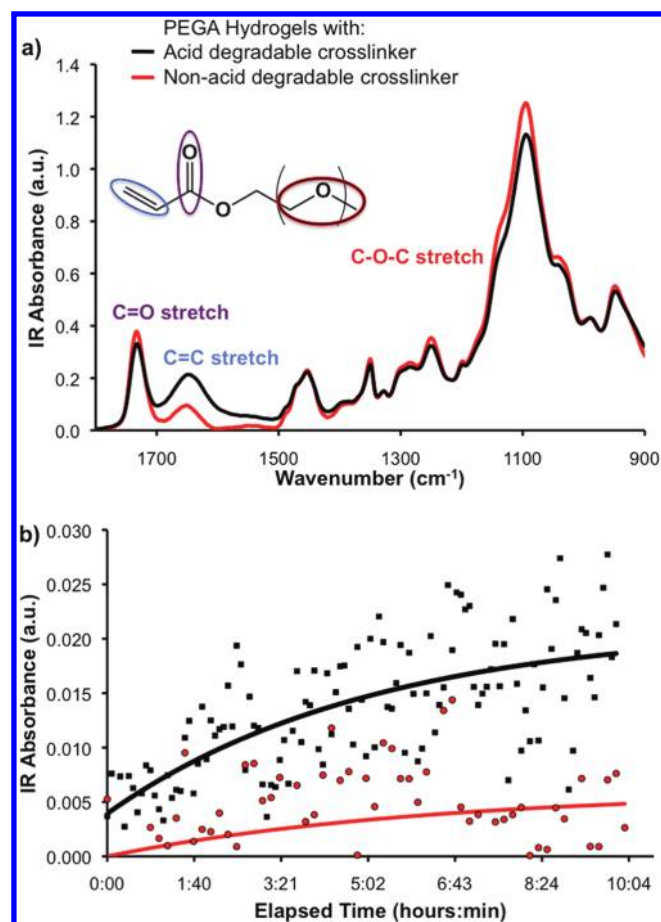 PEGA Hydrogels with:
a)
Acid degradable crosslinker
Non-acid degradable crosslinker
IR Absorbance (a.u.)
1.4
1.2
1.0
0.8
0.6
0.4
0.2
0.0
O
O
O
C-O-C stretch
C=O stretch
C=C stretch
1700
1500
1300
1100
900
Wavenumber (cm⁻¹)
b)
IR Absorbance (a.u.)
0.030
0.025
0.020
0.015
0.010
0.005
0.000
0:00
1:40
3:21
5:02
6:43
8:24
10:04
Elapsed Time (hours:min)